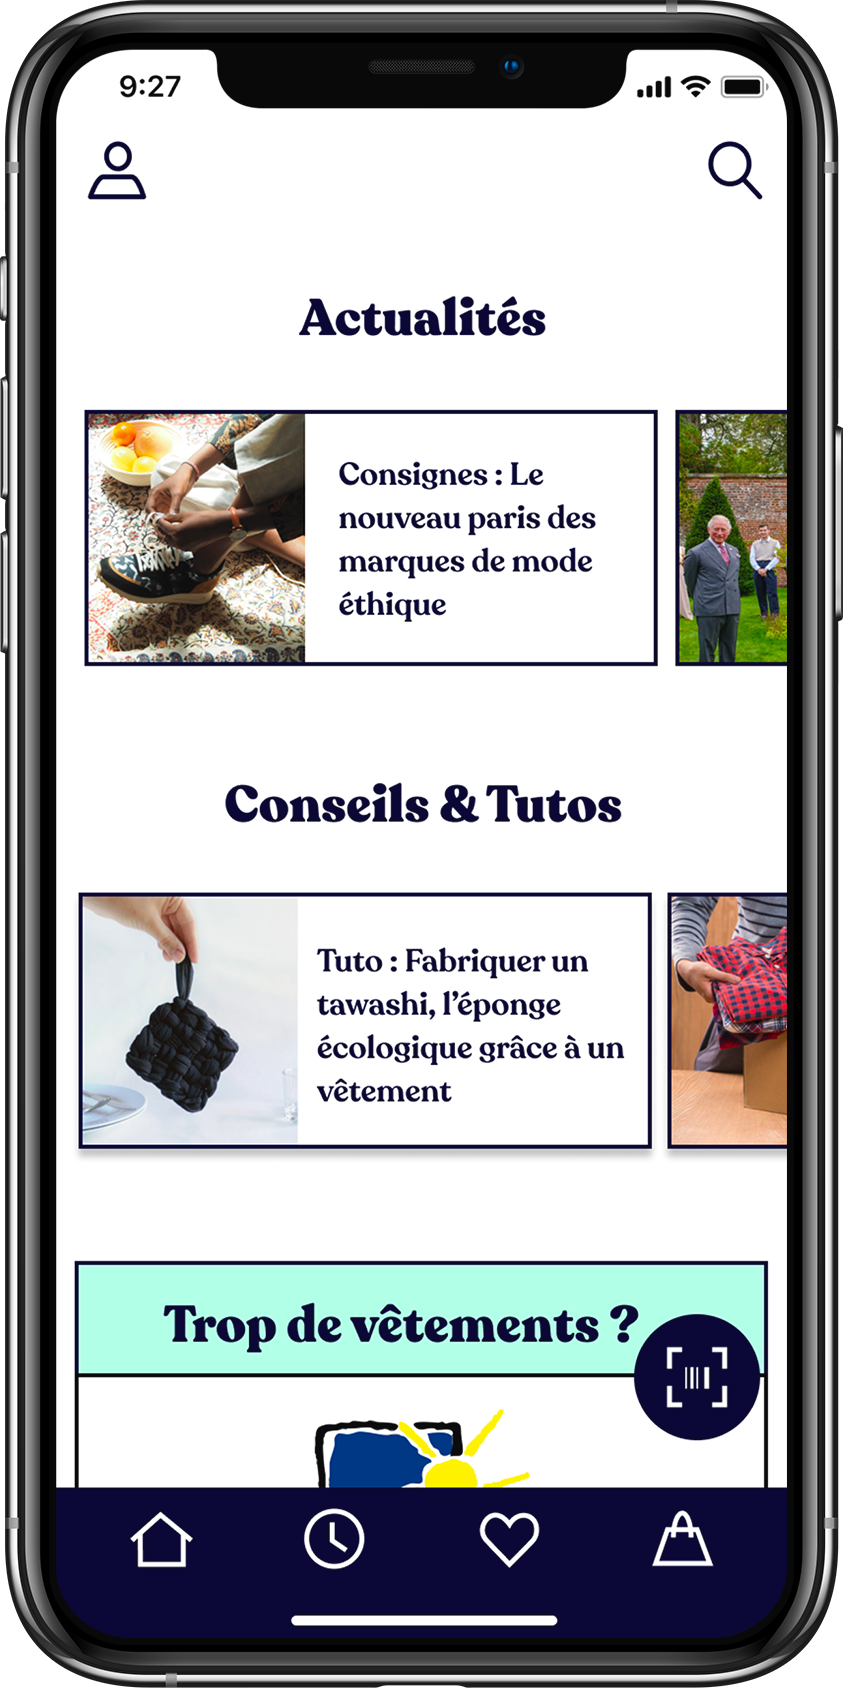 9:27
Actualités
Consignes : Le
nouveau paris des
marques de mode
éthique
Conseils & Tutos
Tuto : Fabriquer un
tawashi, l’éponge
écologique grâce à un
vêtement
Trop de vêtements ?